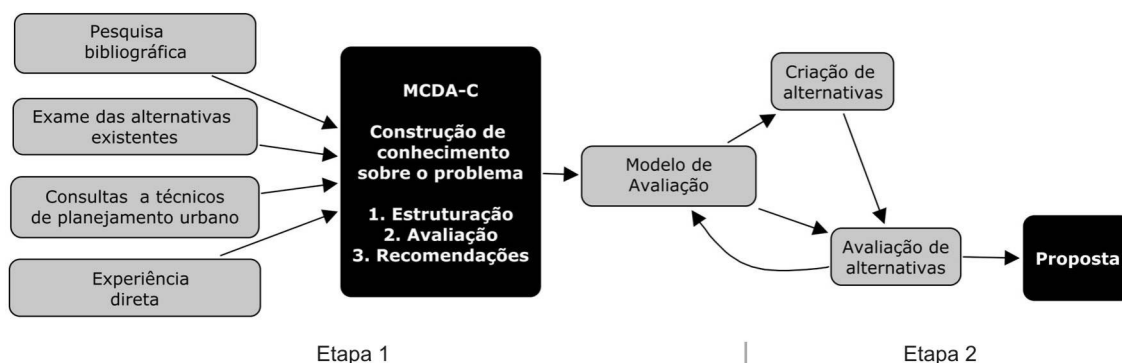 Pesquisa
bibliográfica
Exame das alternativas
existentes
Consultas a técnicos
de planejamento urbano
Experiência
direta
MCDA-C
Construção de
conhecimento
sobre o problema
1. Estruturação
2. Avaliação
3. Recomendações
Modelo de
Avaliação
Criação de
alternativas
Avaliação de
alternativas
Proposta
Etapa 1
Etapa 2